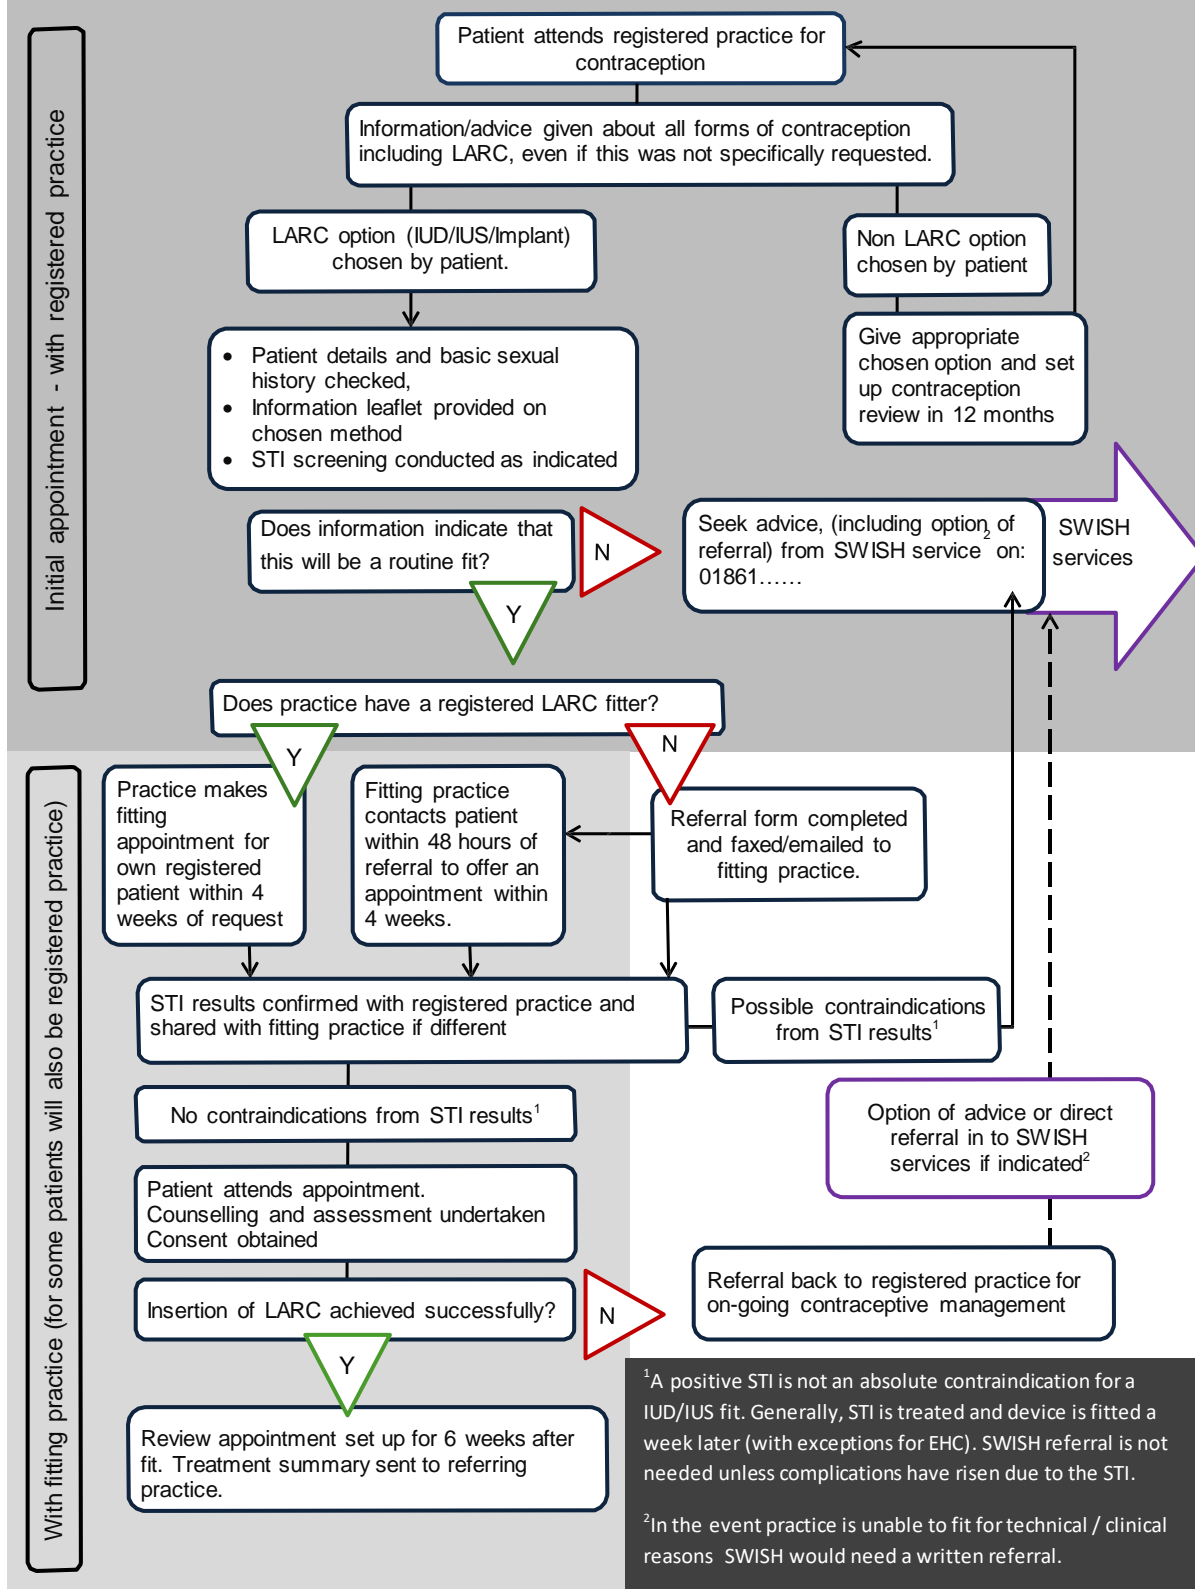 Initial appointment - with registered practice
Patient attends registered practice for
contraception
Information/advice given about all forms of contraception
including LARC, even if this was not specifically requested.
LARC option (IUD/IUS/Implant)
chosen by patient.
Non LARC option
chosen by patient
• Patient details and basic sexual
history checked,
• Information leaflet provided on
chosen method
• STI screening conducted as indicated
Give appropriate
chosen option and set
up contraception
review in 12 months
Does information indicate that
this will be a routine fit?
N
Y
Seek advice, (including option of
referral) from SWISH service² on:
01861……
SWISH
services
Does practice have a registered LARC fitter?
Y
N
With fitting practice (for some patients will also be registered practice)
Practice makes
fitting
appointment for
own registered
patient within 4
weeks of request
Fitting practice
contacts patient
within 48 hours of
referral to offer an
appointment within
4 weeks.
Referral form completed
and faxed/emailed to
fitting practice.
STI results confirmed with registered practice and
shared with fitting practice if different
Possible contraindications
from STI results¹
No contraindications from STI results¹
Option of advice or direct
referral in to SWISH
services if indicated²
Patient attends appointment.
Counselling and assessment undertaken
Consent obtained
Insertion of LARC achieved successfully?
N
Y
Referral back to registered practice for
on-going contraceptive management
Review appointment set up for 6 weeks after
fit. Treatment summary sent to referring
practice.
¹A positive STI is not an absolute contraindication for a
IUD/IUS fit. Generally, STI is treated and device is fitted a
week later (with exceptions for EHC). SWISH referral is not
needed unless complications have risen due to the STI.
²In the event practice is unable to fit for technical / clinical
reasons SWISH would need a written referral.